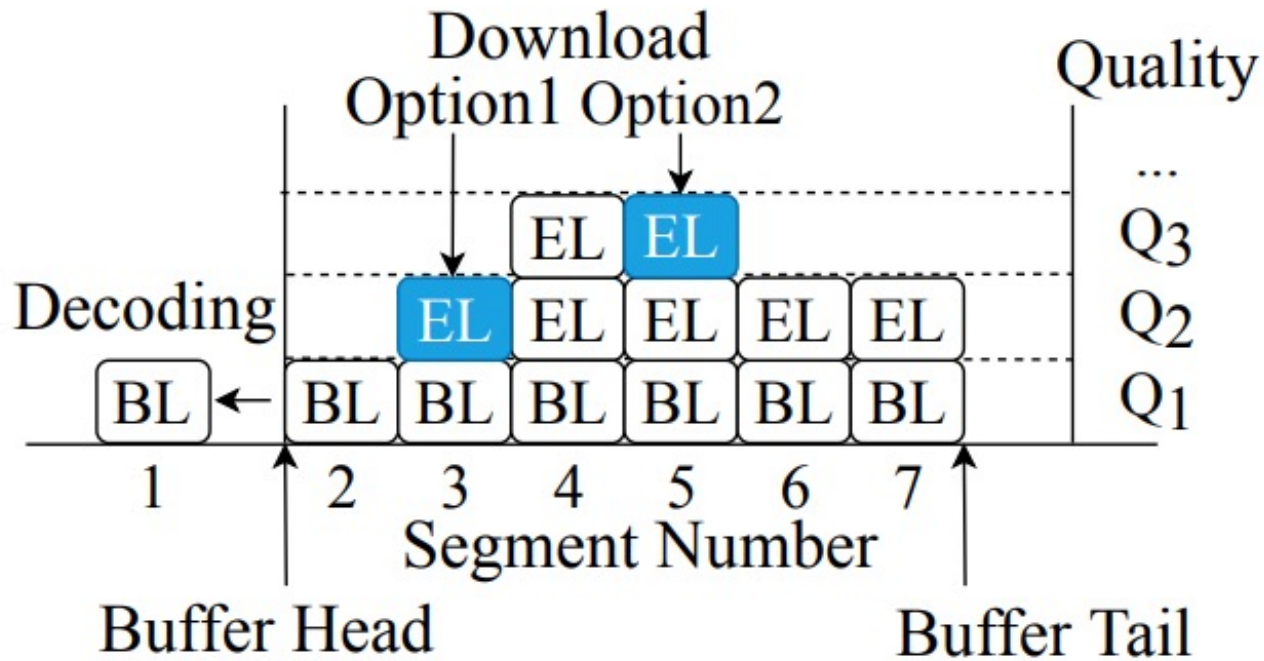 Download
Option1 Option2
Quality
...
EL EL Q3
Decoding EL EL EL EL EL Q2
BL BL BL BL BL BL BL Q1
1 2 3 4 5 6 7
Segment Number
Buffer Head Buffer Tail